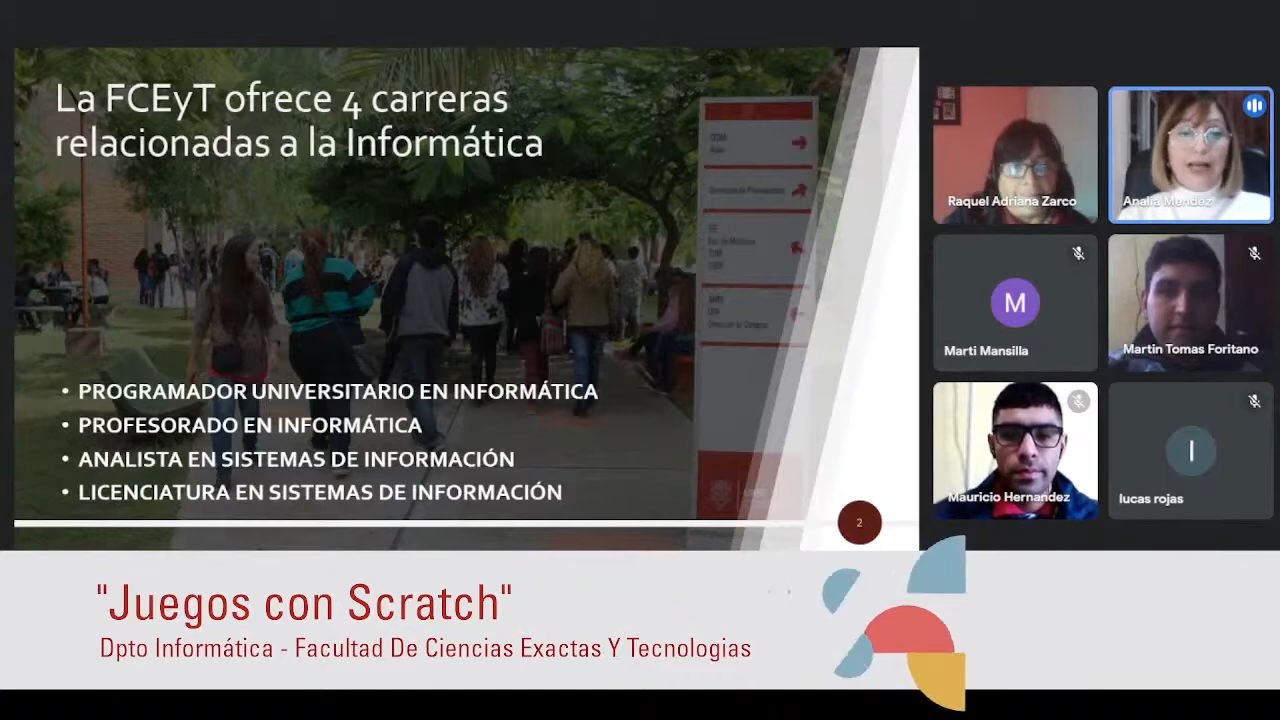 La FCEyT ofrece 4 carreras
relacionadas a la Informática
• PROGRAMADOR UNIVERSITARIO EN INFORMÁTICA
• PROFESORADO EN INFORMÁTICA
• ANALISTA EN SISTEMAS DE INFORMACIÓN
• LICENCIATURA EN SISTEMAS DE INFORMACIÓN
2
Raquel Adriana Zarco
Analía Mendez
M
Marti Mansilla
Martin Tomas Foritano
Mauricio Hernandez
l
lucas rojas
"Juegos con Scratch"
Dpto Informática - Facultad De Ciencias Exactas Y Tecnologias